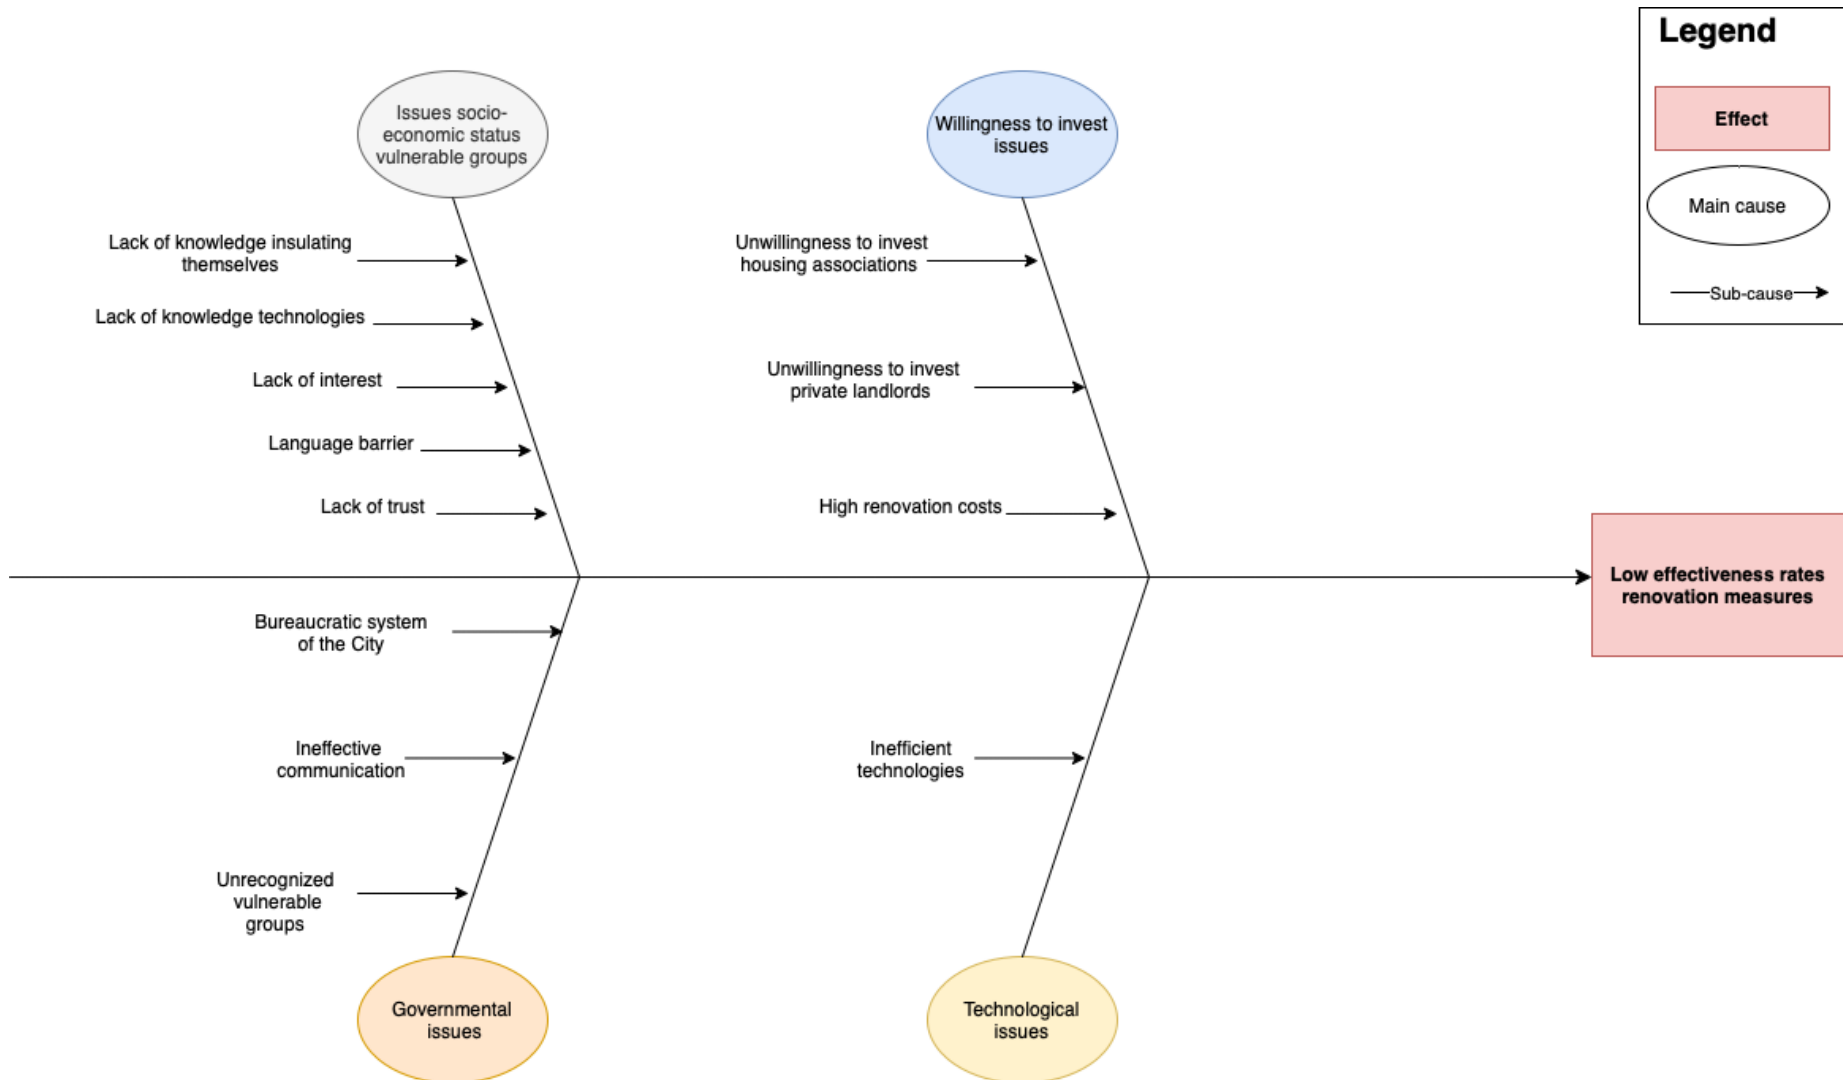 Legend
Effect
Main cause
Sub-cause
Issues socio-
economic status
vulnerable groups
Willingness to invest
issues
Lack of knowledge insulating
themselves
Lack of knowledge technologies
Lack of interest
Language barrier
Lack of trust
Unwillingness to invest
housing associations
Unwillingness to invest
private landlords
High renovation costs
Low effectiveness rates
renovation measures
Bureaucratic system
of the City
Ineffective
communication
Unrecognized
vulnerable
groups
Inefficient
technologies
Governmental
issues
Technological
issues